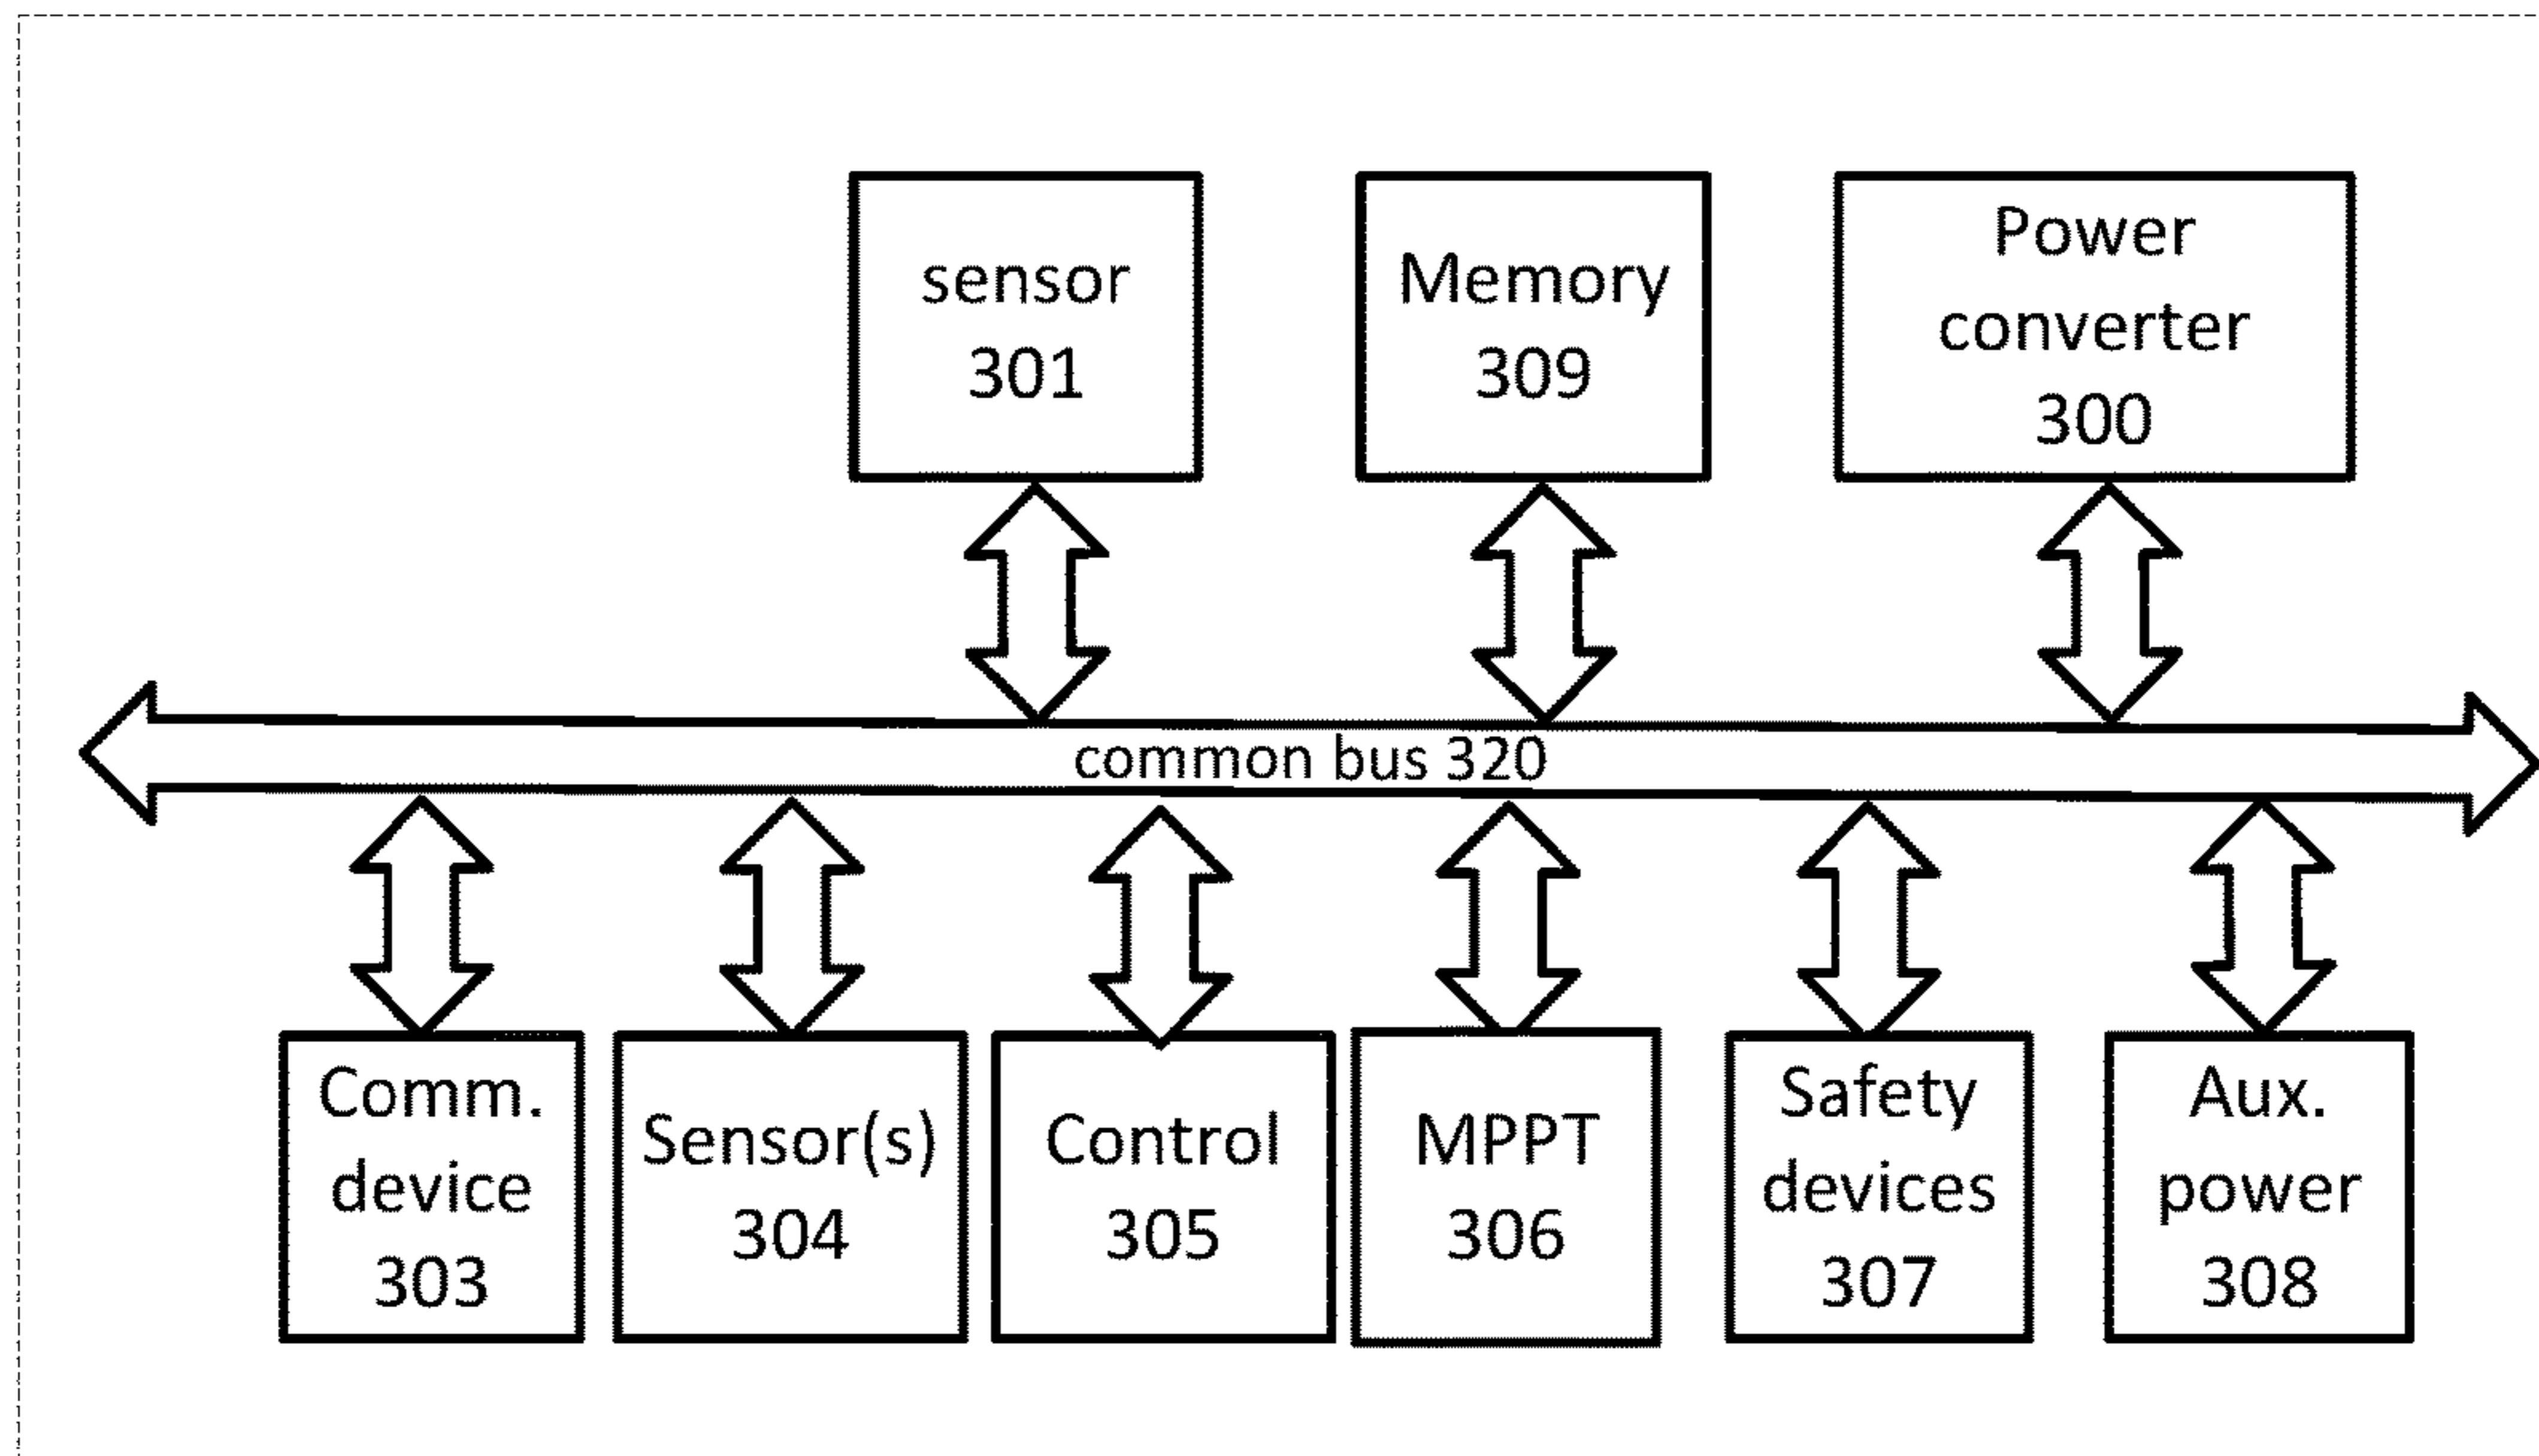 sensor
301
Memory
309
Power
converter
300
common bus 320
Comm.
device
303
Sensor(s)
304
Control
305
MPPT
306
Safety
devices
307
Aux.
power
308